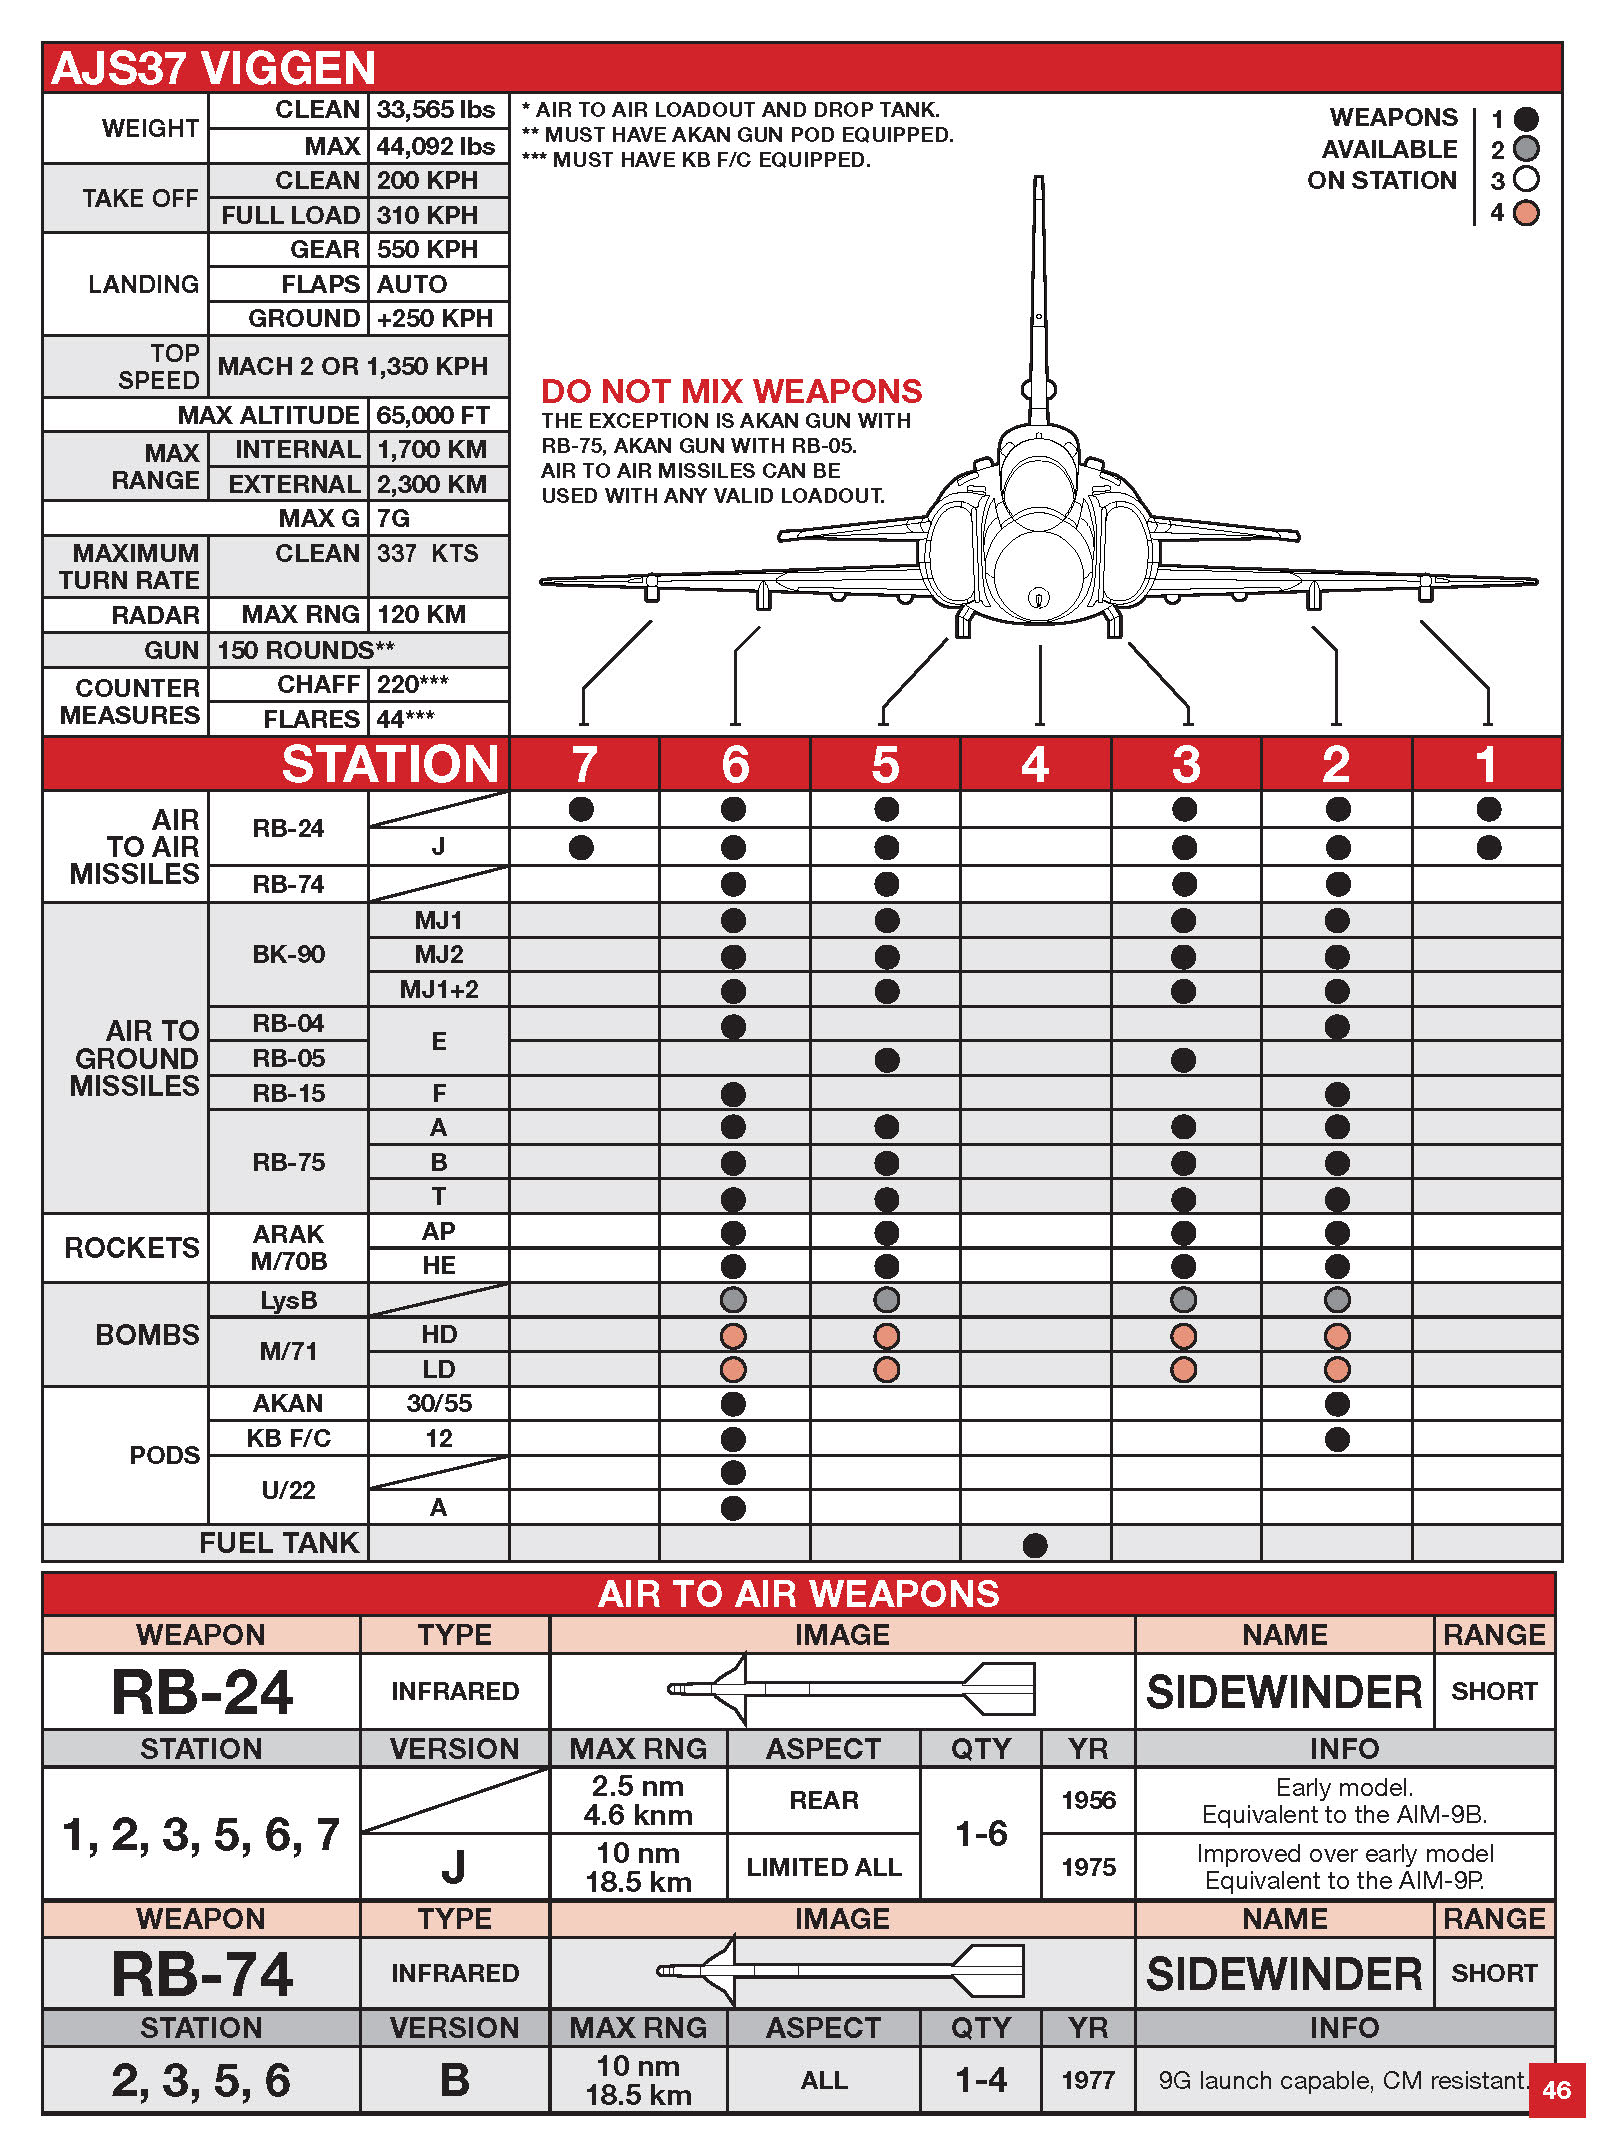 AJS37 VIGGEN
WEIGHT
CLEAN 33,565 lbs
MAX 44,092 lbs
TAKE OFF
CLEAN 200 KPH
FULL LOAD 310 KPH
LANDING
GEAR 550 KPH
FLAPS AUTO
GROUND +250 KPH
TOP
SPEED
MACH 2 OR 1,350 KPH
MAX ALTITUDE 65,000 FT
MAX
RANGE
INTERNAL 1,700 KM
EXTERNAL 2,300 KM
MAX G 7G
MAXIMUM
TURN RATE
CLEAN 337 KTS
RADAR MAX RNG 120 KM
GUN 150 ROUNDS**
COUNTER
MEASURES
CHAFF 220***
FLARES 44***
* AIR TO AIR LOADOUT AND DROP TANK.
** MUST HAVE AKAN GUN POD EQUIPPED.
*** MUST HAVE KB F/C EQUIPPED.
WEAPONS
AVAILABLE
ON STATION
1
2
3
4
DO NOT MIX WEAPONS
THE EXCEPTION IS AKAN GUN WITH
RB-75, AKAN GUN WITH RB-05.
AIR TO AIR MISSILES CAN BE
USED WITH ANY VALID LOADOUT.
STATION 7 6 5 4 3 2 1
AIR
TO AIR
MISSILES
RB-24
J
RB-74
AIR TO
GROUND
MISSILES
BK-90
MJ1
MJ2
MJ1+2
RB-04
E
RB-05
RB-15 F
RB-75
A
B
T
ROCKETS
ARAK
M/70B
AP
HE
BOMBS
LysB
M/71
HD
LD
PODS
AKAN 30/55
KB F/C 12
U/22
A
FUEL TANK
AIR TO AIR WEAPONS
WEAPON TYPE IMAGE NAME RANGE
RB-24 INFRARED SIDEWINDER SHORT
STATION VERSION MAX RNG ASPECT QTY YR INFO
1, 2, 3, 5, 6, 7
2.5 nm
4.6 knm
REAR
1-6
1956
Early model.
Equivalent to the AIM-9B.
J
10 nm
18.5 km
LIMITED ALL
1975
Improved over early model
Equivalent to the AIM-9P.
WEAPON TYPE IMAGE NAME RANGE
RB-74 INFRARED SIDEWINDER SHORT
STATION VERSION MAX RNG ASPECT QTY YR INFO
2, 3, 5, 6
B
10 nm
18.5 km
ALL
1-4
1977
9G launch capable, CM resistant.
46